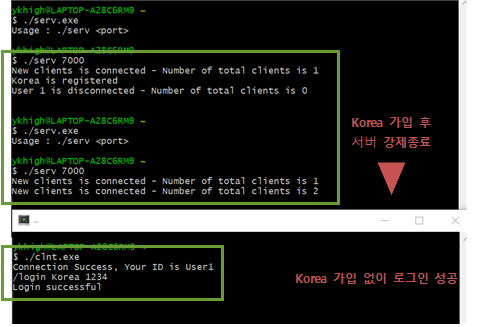 ykhigh@LAPTOP-A28C6RM9 ~
$ ./serv.exe
Usage : ./serv <port>
ykhigh@LAPTOP-A28C6RM9 ~
$ ./serv 7000
New clients is connected - Number of total clients is 1
Korea is registered
User 1 is disconnected - Number of total clients is 0
ykhigh@LAPTOP-A28C6RM9 ~
$ ./serv.exe
Usage : ./serv <port>
ykhigh@LAPTOP-A28C6RM9 ~
$ ./serv 7000
New clients is connected - Number of total clients is 1
New clients is connected - Number of total clients is 2
Korea 가입 후
서버 강제종료
~
ykhigh@LAPTOP-A28C6RM9 ~
$ ./clnt.exe
Connection Success, Your ID is User1
/login Korea 1234
Login successful
Korea 가입 없이 로그인 성공